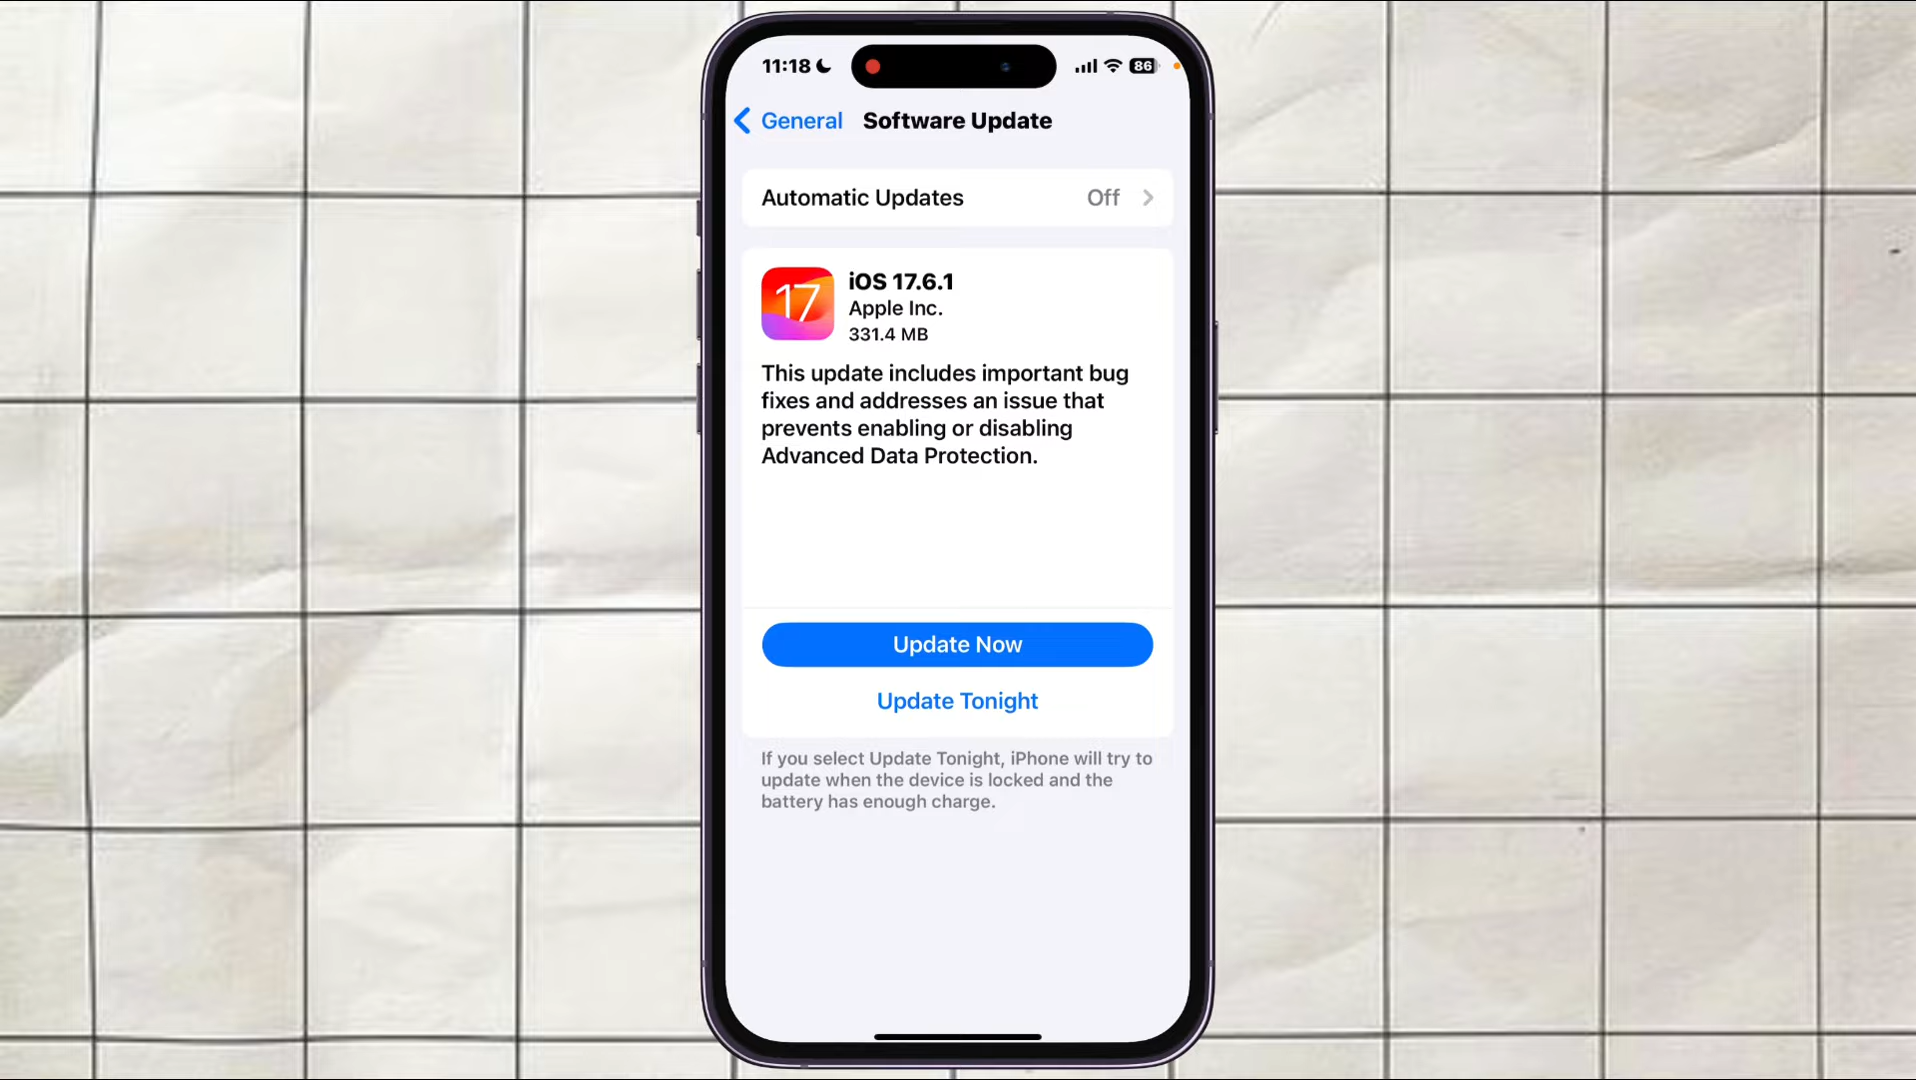 11:18
86
General
Software Update
Automatic Updates
Off
17
iOS 17.6.1
Apple Inc.
331.4 MB
This update includes important bug
fixes and addresses an issue that
prevents enabling or disabling
Advanced Data Protection.
Update Now
Update Tonight
If you select Update Tonight, iPhone will try to
update when the device is locked and the
battery has enough charge.